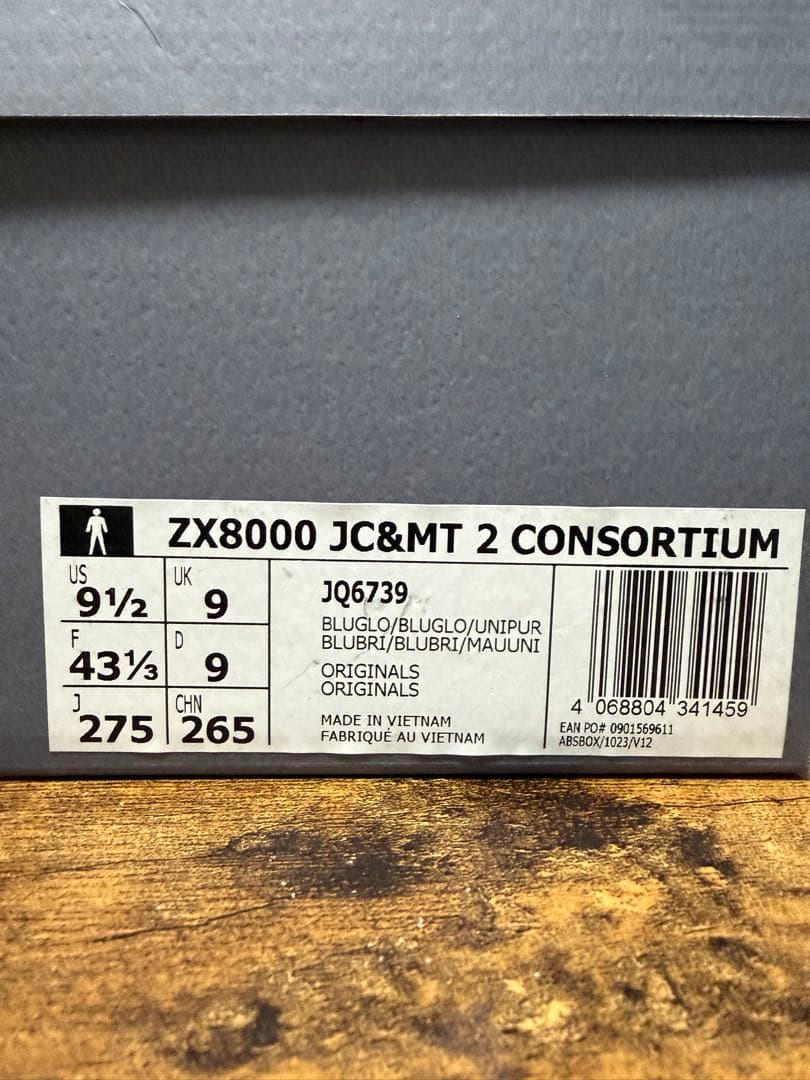 ZX8000 JC&MT 2 CONSORTIUM
US 9½ UK 9
F 43⅓ D 9
J 275 CHN 265
JQ6739
BLUGLO/BLUGLO/UNIPUR
BLUBRI/BLUBRI/MAUUNI
ORIGINALS
ORIGINALS
MADE IN VIETNAM
FABRIQUÉ AU VIETNAM
4 068804 341459
EAN PO# 0901569611
ABSBOX/1023/V12